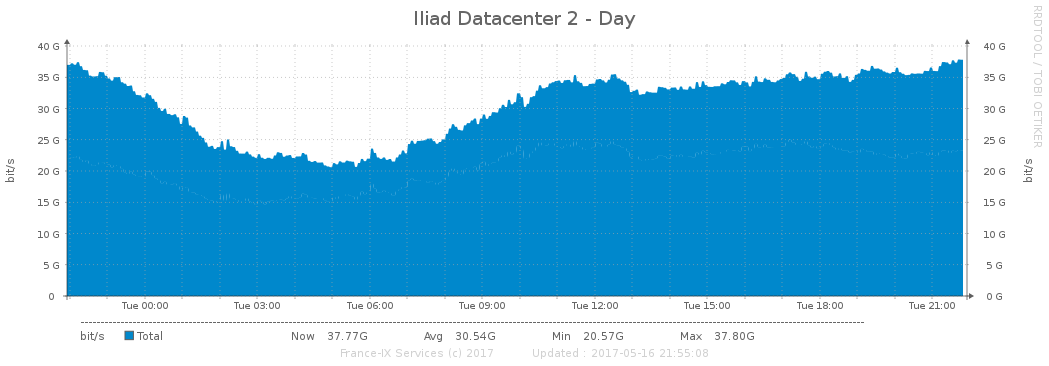 Iliad Datacenter 2 - Day
RRDTOOL / TOBI OETIKER
40 G 40 G
35 G 35 G
30 G 30 G
25 G 25 G
20 G 20 G
15 G 15 G
10 G 10 G
5 G 5 G
0 0 G
bit/s bit/s
Tue 00:00 Tue 03:00 Tue 06:00 Tue 09:00 Tue 12:00 Tue 15:00 Tue 18:00 Tue 21:00
bit/s Total Now 37.77G Avg 30.54G Min 20.57G Max 37.80G
France-IX Services (c) 2017 Updated : 2017-05-16 21:55:08